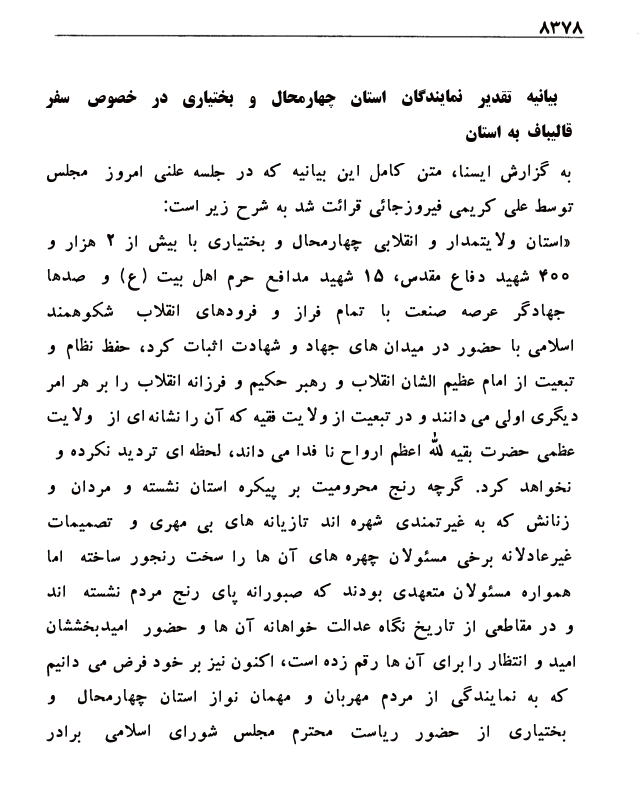 ۸۳۷۸
بیانیه تقدیر نمایندگان استان چهارمحال و بختیاری در خصوص سفر
قالیباف به استان
به گزارش ایسنا، متن کامل این بیانیه که در جلسه علنی امروز مجلس
توسط علی کریمی فیروزجائی قرائت شد به شرح زیر است:
«استان ولایتمدار و انقلابی چهارمحال و بختیاری با بیش از ۲ هزار و
۴۰۰ شهید دفاع مقدس، ۱۵ شهید مدافع حرم اهل بیت (ع) و صدها
جهادگر عرصه صنعت با تمام فراز و فرودهای انقلاب شکوهمند
اسلامی با حضور در میدان های جهاد و شهادت اثبات کرد، حفظ نظام و
تبعیت از امام عظیم الشان انقلاب و رهبر حکیم و فرزانه انقلاب را بر هر امر
دیگری اولی می دانند و در تبعیت از ولایت فقیه که آن را نشانه ای از ولایت
عظمی حضرت بقیه لله اعظم ارواح نا فدا می داند، لحظه ای تردید نکرده و
نخواهد کرد. گرچه رنج محرومیت بر پیکره استان نشسته و مردان و
زنانش که به غیرتمندی شهره اند تازیانه های بی مهری و تصمیمات
غیرعادلانه برخی مسئولان چهره های آن ها را سخت رنجور ساخته اما
همواره مسئولان متعهدی بودند که صبورانه پای رنج مردم نشسته اند
و در مقاطعی از تاریخ نگاه عدالت خواهانه آن ها و حضور امیدبخششان
امید و انتظار را برای آن ها رقم زده است، اکنون نیز بر خود فرض می دانیم
که به نمایندگی از مردم مهربان و مهمان نواز استان چهارمحال و
بختیاری از حضور ریاست محترم مجلس شورای اسلامی برادر